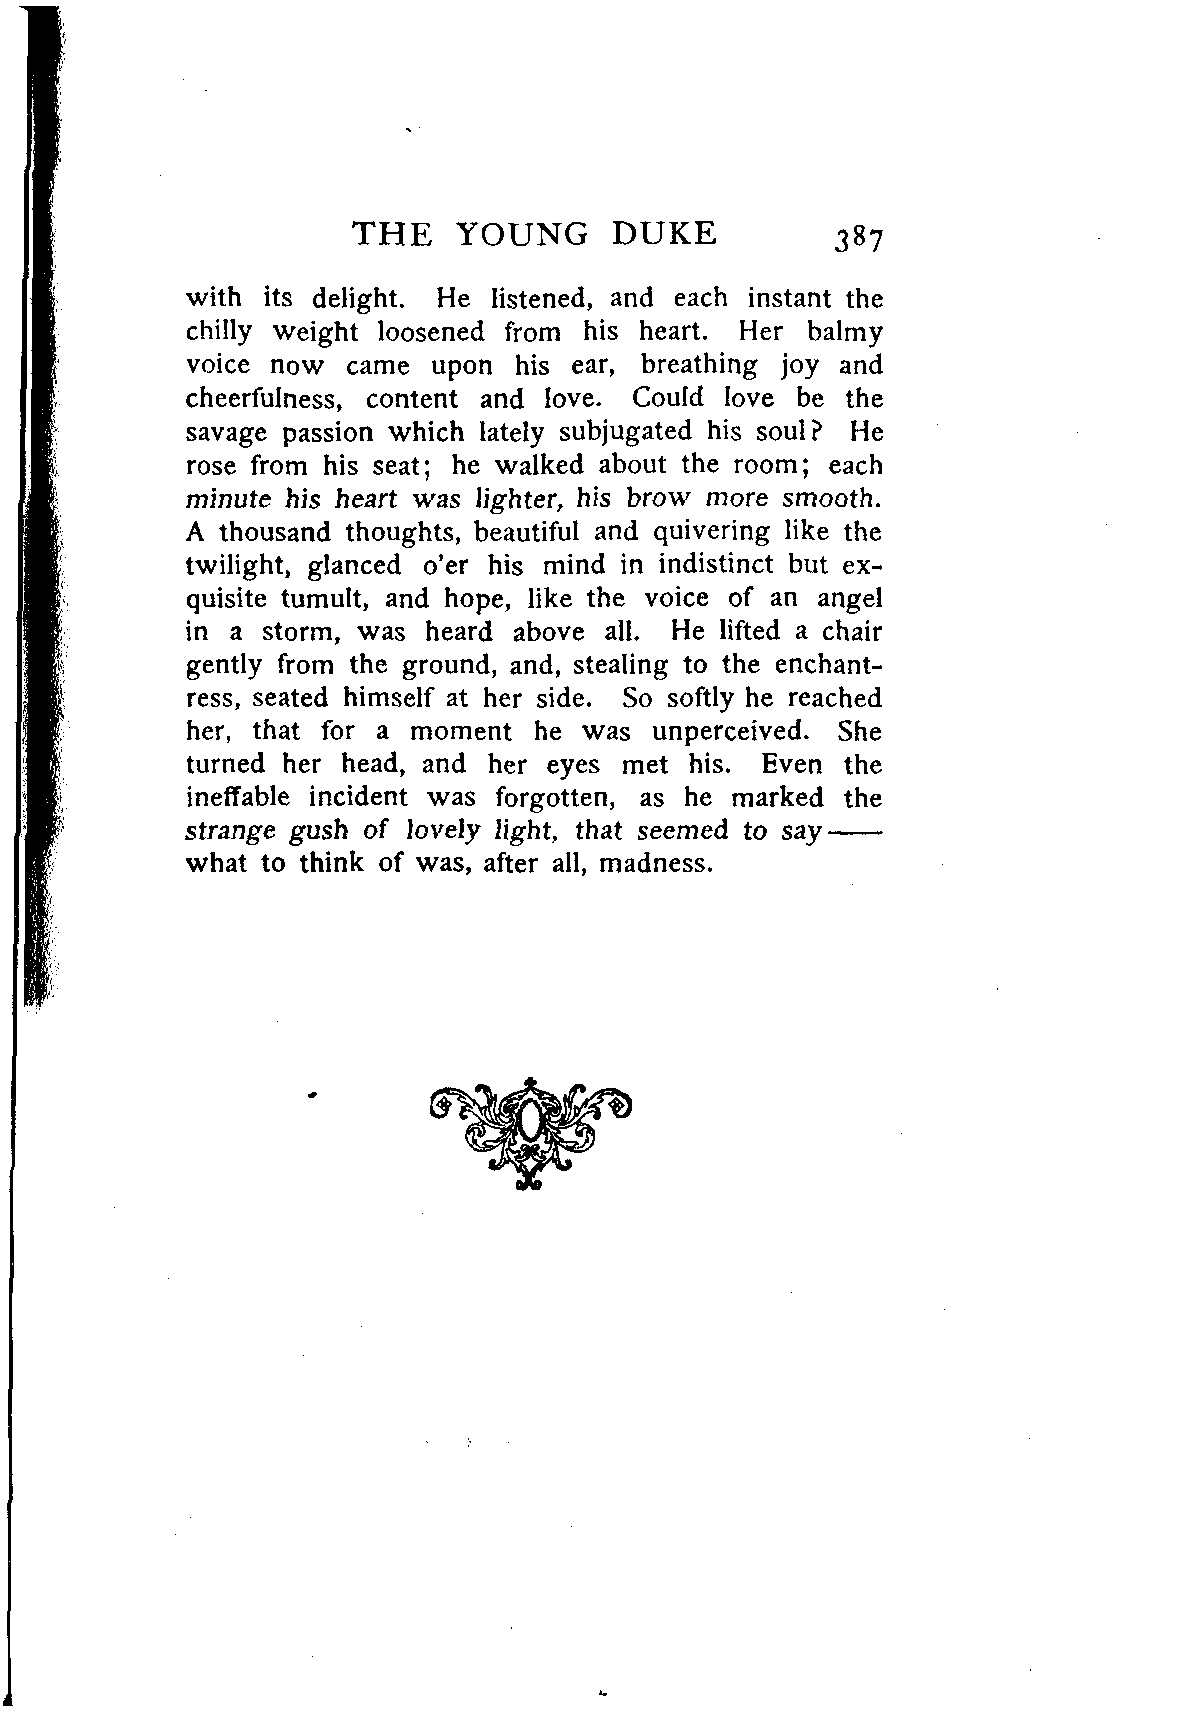 THE YOUNG DUKE 387
with its delight. He listened, and each instant the
chilly weight loosened from his heart. Her balmy
voice now came upon his ear, breathing joy and
cheerfulness, content and love. Could love be the
savage passion which lately subjugated his soul? He
rose from his seat; he walked about the room; each
minute his heart was lighter, his brow more smooth.
A thousand thoughts, beautiful and quivering like the
twilight, glanced o'er his mind in indistinct but ex-
quisite tumult, and hope, like the voice of an angel
in a storm, was heard above all. He lifted a chair
gently from the ground, and, stealing to the enchant-
ress, seated himself at her side. So softly he reached
her, that for a moment he was unperceived. She
turned her head, and her eyes met his. Even the
ineffable incident was forgotten, as he marked the
strange gush of lovely light, that seemed to say——
what to think of was, after all, madness.